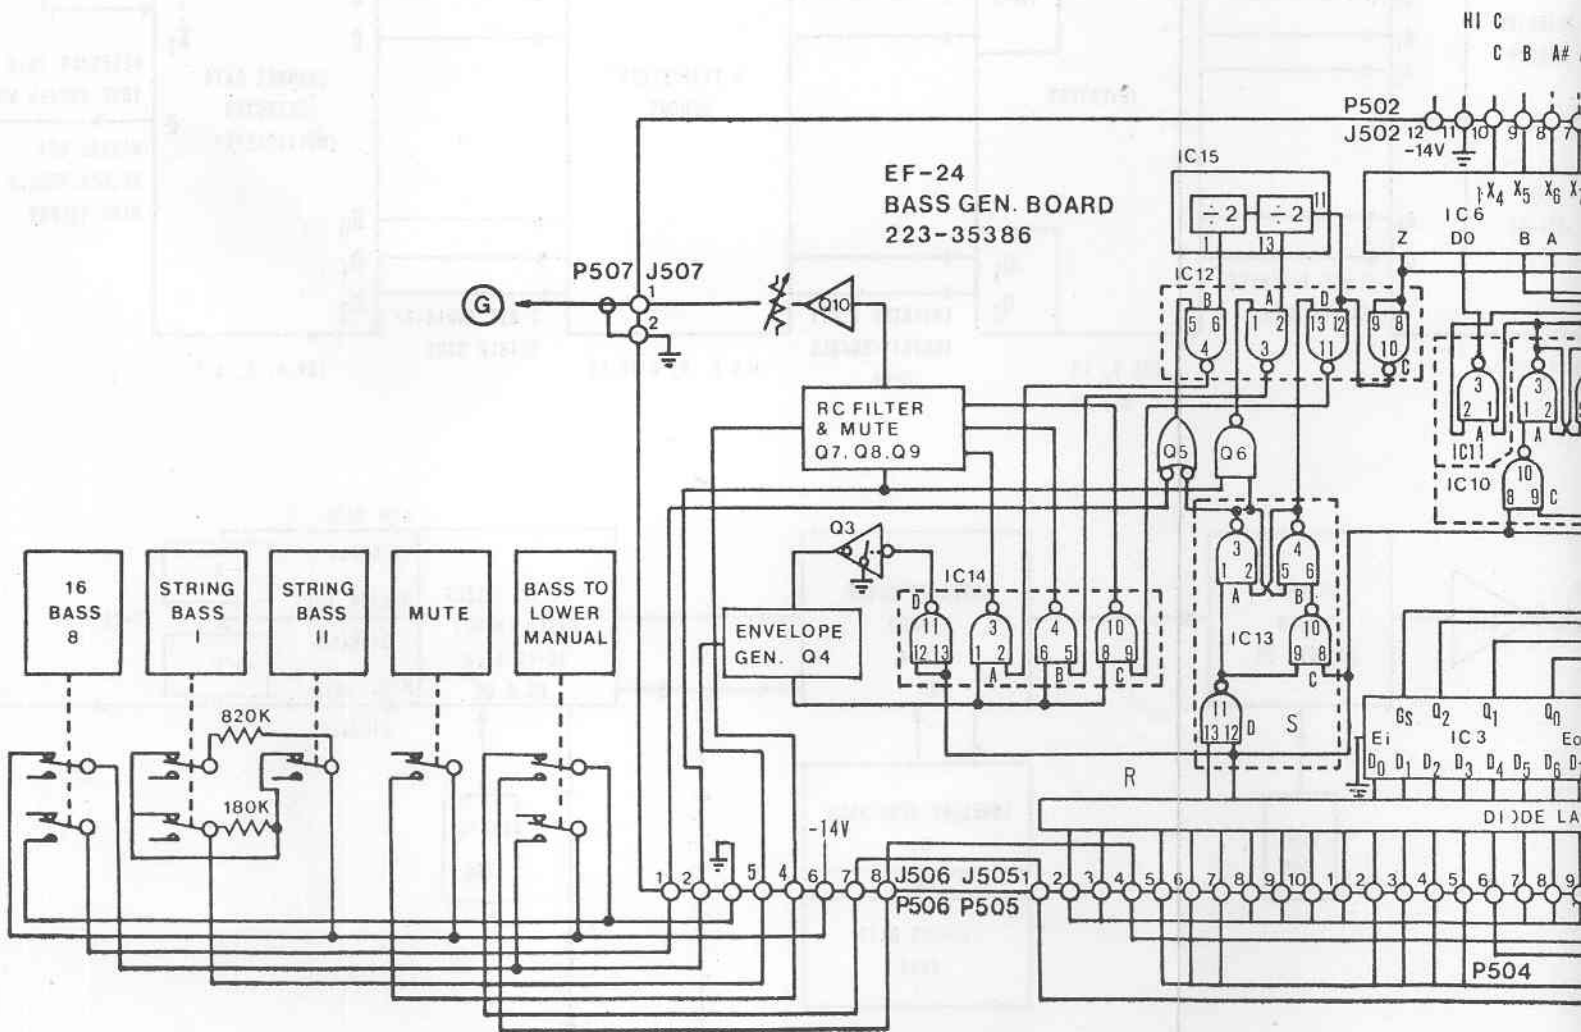 HI C
C B A#
P502
J502 12 11 10 9 8 7
-14V
IC15
EF-24
BASS GEN. BOARD
223-35386
÷2 ÷2 11
1 13
X4 X5 X6
IC6
Z D0 B A
P507 J507
1
2
G
Q10
IC12
B A D
5 6 1 2 13 12 9 8
4 3 11 10 C
RC FILTER
& MUTE
Q7, Q8, Q9
Q5 Q6
3 3
2 1 1 2
A A
IC11
IC10
10
8 9 C
Q3
IC14
D
11 3 4 10
12 13 1 2 6 5 8 9
A B C
3 4
1 2 5 6
A B
IC13
10
9 8
C
11
13 12 D
S
R
16
BASS
8
STRING
BASS
I
STRING
BASS
II
MUTE
BASS TO
LOWER
MANUAL
ENVELOPE
GEN. Q4
820K
180K
GS Q2 Q1 Q0
Ei IC3 Eo
D0 D1 D2 D3 D4 D5 D6
DIODE LA
-14V
1 2 5 4 6 7 8 J506 J505 1 2 3 4 5 6 7 8 9 10 1 2 3 4 5 6 7 8 9
P506 P505
P504